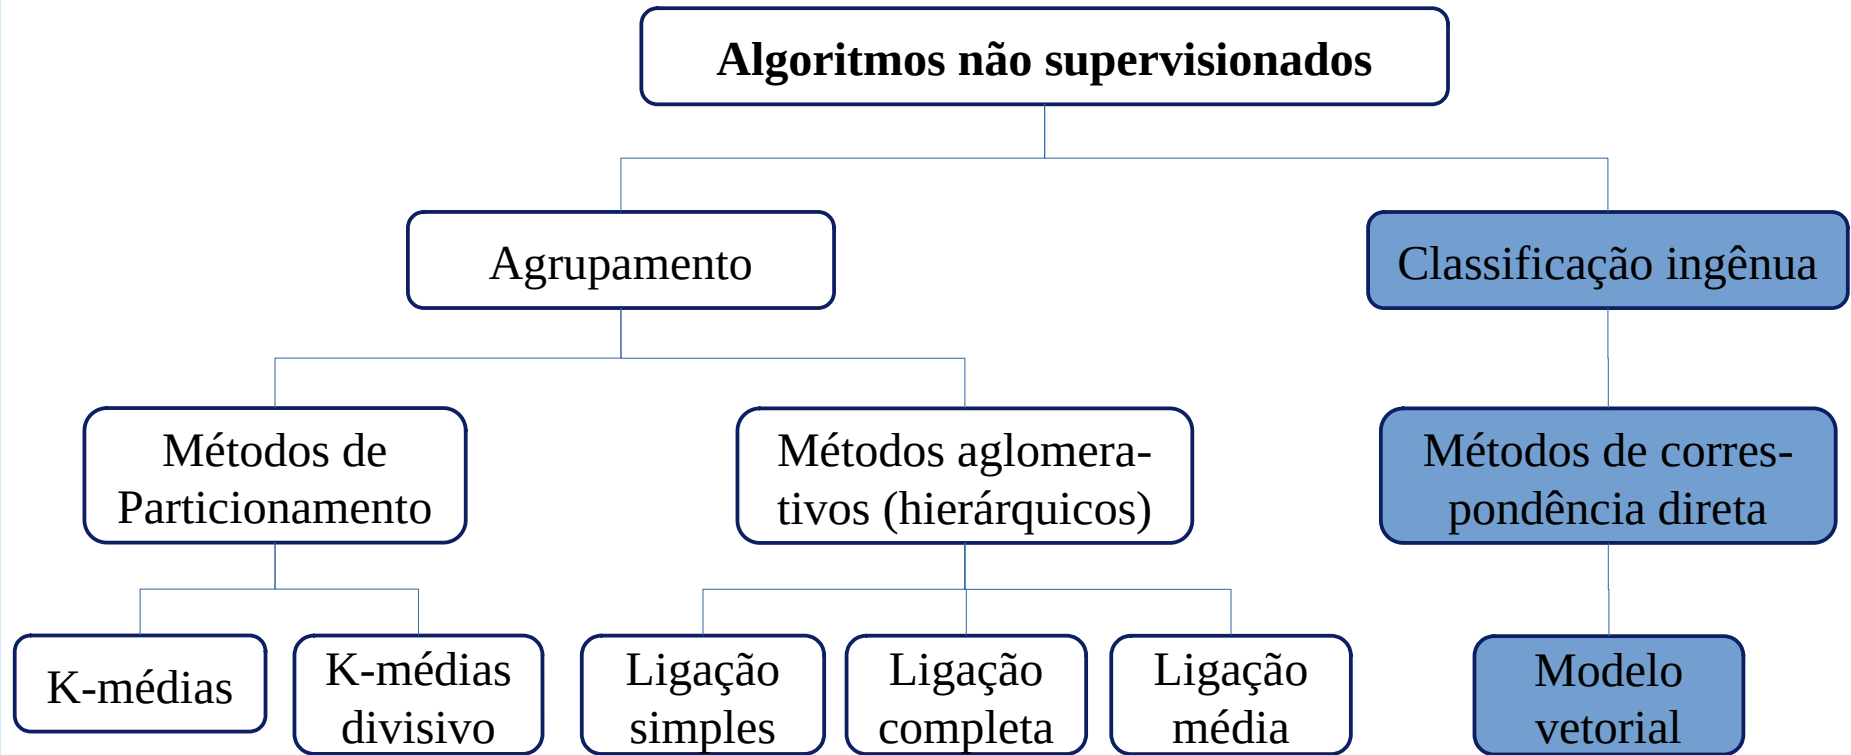 Algoritmos não supervisionados
Agrupamento
Classificação ingênua
Métodos de
Particionamento
Métodos aglomera-
tivos (hierárquicos)
Métodos de corres-
pondência direta
K-médias
K-médias
divisivo
Ligação
simples
Ligação
completa
Ligação
média
Modelo
vetorial